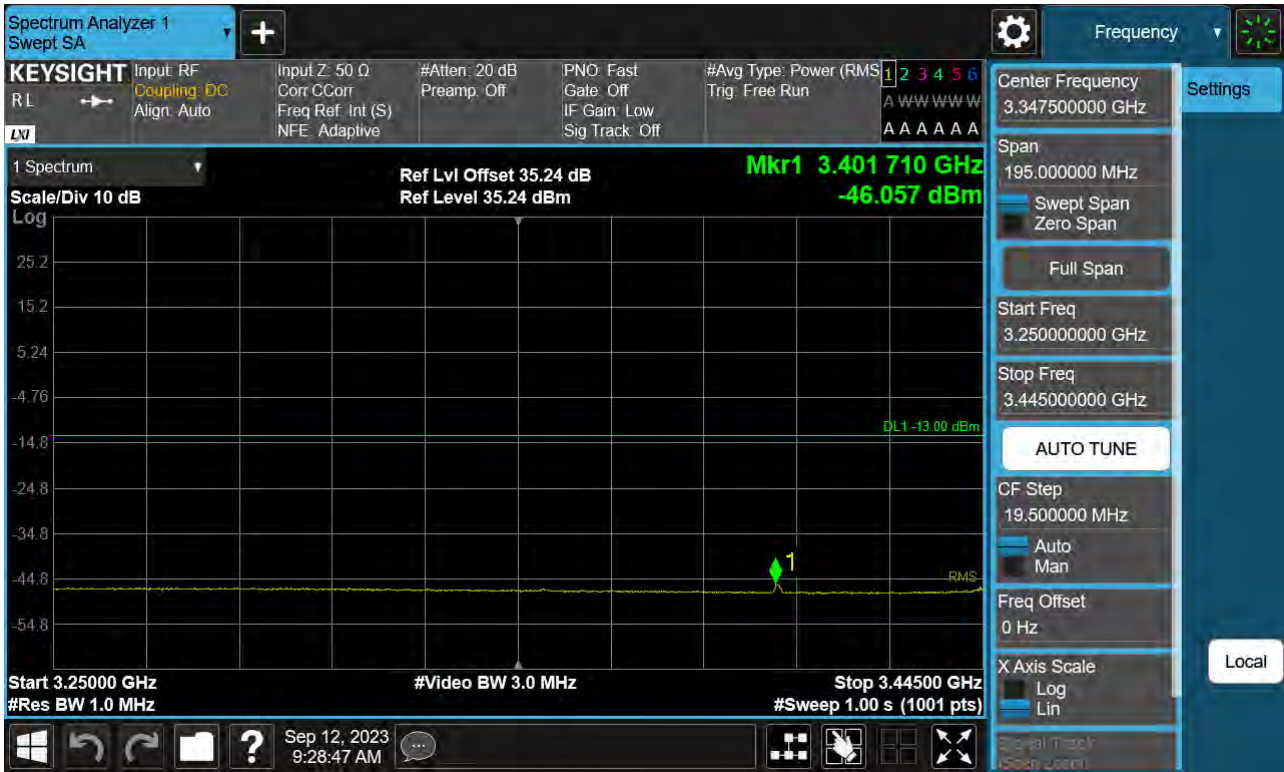 Spectrum Analyzer 1
Swept SA
+
Frequency
KEYSIGHT
RL
LXI
Input: RF
Coupling: DC
Align: Auto
Input Z: 50 Ω
Corr CCorr
Freq Ref: Int (S)
NFE: Adaptive
#Atten: 20 dB
Preamp: Off
PNO: Fast
Gate: Off
IF Gain: Low
Sig Track: Off
#Avg Type: Power (RMS
Trig: Free Run
1 2 3 4 5 6
A W W W W W
A A A A A A
1 Spectrum
Scale/Div 10 dB
Log
Ref Lvl Offset 35.24 dB
Ref Level 35.24 dBm
Mkr1 3.401 710 GHz
-46.057 dBm
25.2
15.2
5.24
-4.76
DL1 -13.00 dBm
-14.8
-24.8
-34.8
1
-44.8
RMS
-54.8
Start 3.25000 GHz
#Res BW 1.0 MHz
#Video BW 3.0 MHz
Stop 3.44500 GHz
#Sweep 1.00 s (1001 pts)
Center Frequency
3.347500000 GHz
Span
195.000000 MHz
Swept Span
Zero Span
Full Span
Start Freq
3.250000000 GHz
Stop Freq
3.445000000 GHz
AUTO TUNE
CF Step
19.500000 MHz
Auto
Man
Freq Offset
0 Hz
X Axis Scale
Log
Lin
Signal Track
(Span Zoom)
Settings
Local
?
Sep 12, 2023
9:28:47 AM